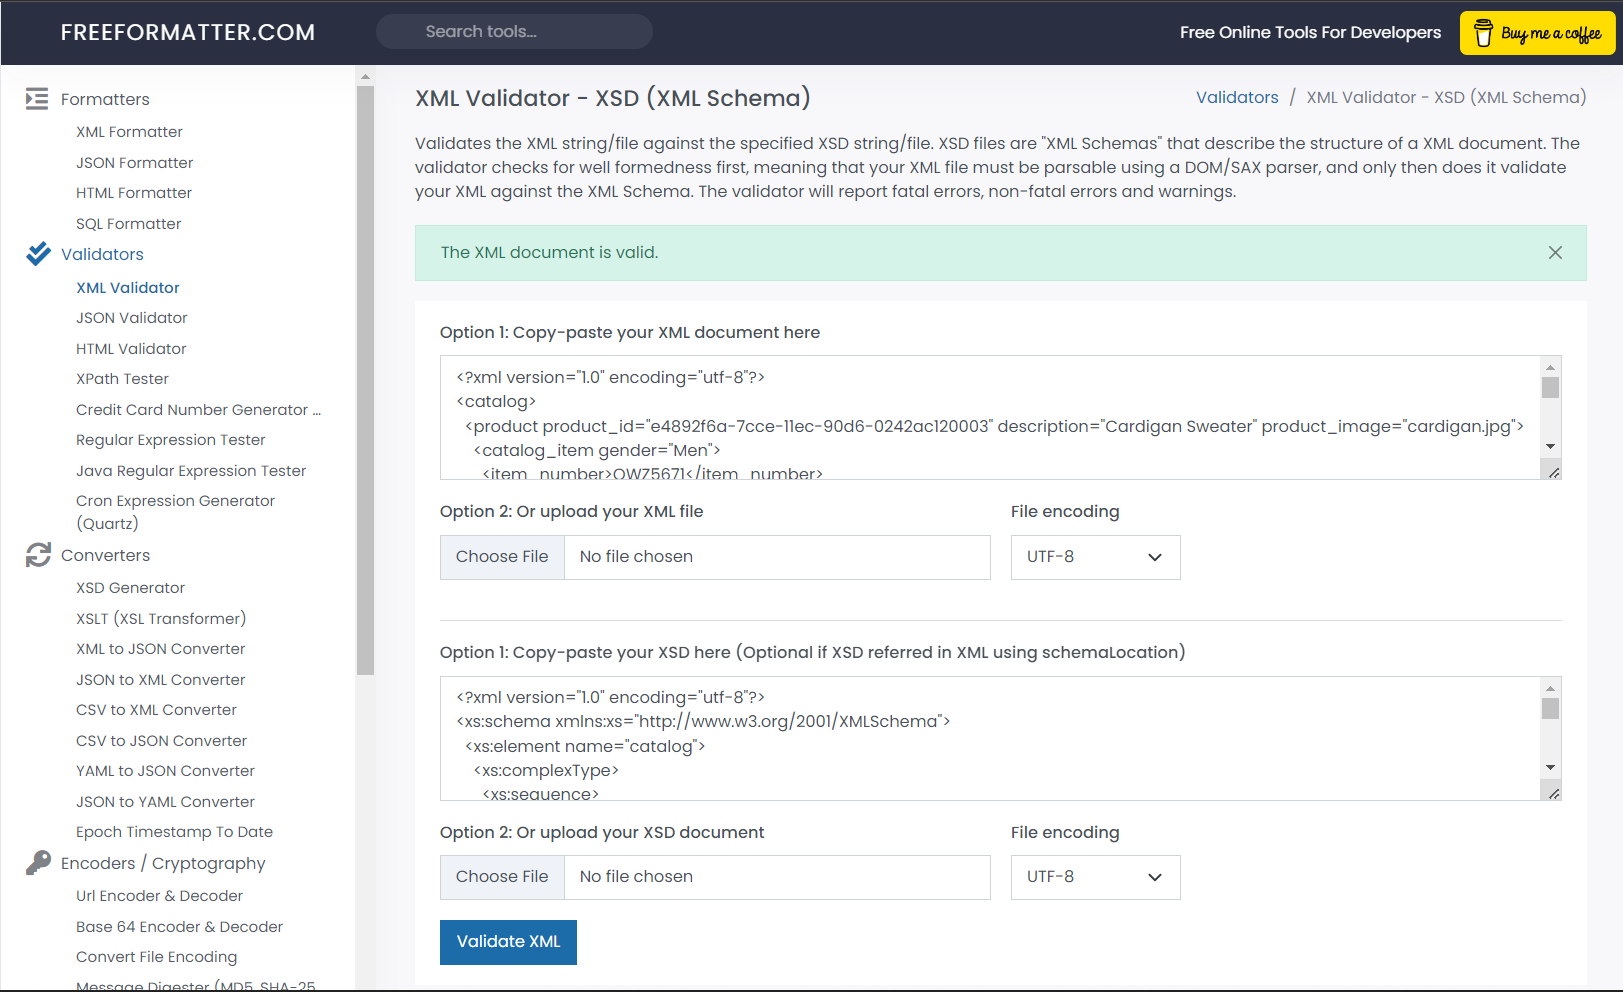 FREEFORMATTER.COM
Search tools...
Free Online Tools For Developers
Buy me a coffee
Formatters
XML Formatter
JSON Formatter
HTML Formatter
SQL Formatter
Validators
XML Validator
JSON Validator
HTML Validator
XPath Tester
Credit Card Number Generator ...
Regular Expression Tester
Java Regular Expression Tester
Cron Expression Generator
(Quartz)
Converters
XSD Generator
XSLT (XSL Transformer)
XML to JSON Converter
JSON to XML Converter
CSV to XML Converter
CSV to JSON Converter
YAML to JSON Converter
JSON to YAML Converter
Epoch Timestamp To Date
Encoders / Cryptography
Url Encoder & Decoder
Base 64 Encoder & Decoder
Convert File Encoding
Message Digester (MD5, SHA-25
XML Validator - XSD (XML Schema)
Validators / XML Validator - XSD (XML Schema)
Validates the XML string/file against the specified XSD string/file. XSD files are "XML Schemas" that describe the structure of a XML document. The
validator checks for well formedness first, meaning that your XML file must be parsable using a DOM/SAX parser, and only then does it validate
your XML against the XML Schema. The validator will report fatal errors, non-fatal errors and warnings.
The XML document is valid.
Option 1: Copy-paste your XML document here
<?xml version="1.0" encoding="utf-8"?>
<catalog>
<product product_id="e4892f6a-7cce-11ec-90d6-0242ac120003" description="Cardigan Sweater" product_image="cardigan.jpg">
<catalog_item gender="Men">
<item_number>QWZ5671</item_number>
Option 2: Or upload your XML file
File encoding
Choose File No file chosen
UTF-8
Option 1: Copy-paste your XSD here (Optional if XSD referred in XML using schemaLocation)
<?xml version="1.0" encoding="utf-8"?>
<xs:schema xmlns:xs="http://www.w3.org/2001/XMLSchema">
<xs:element name="catalog">
<xs:complexType>
<xs:sequence>
Option 2: Or upload your XSD document
File encoding
Choose File No file chosen
UTF-8
Validate XML